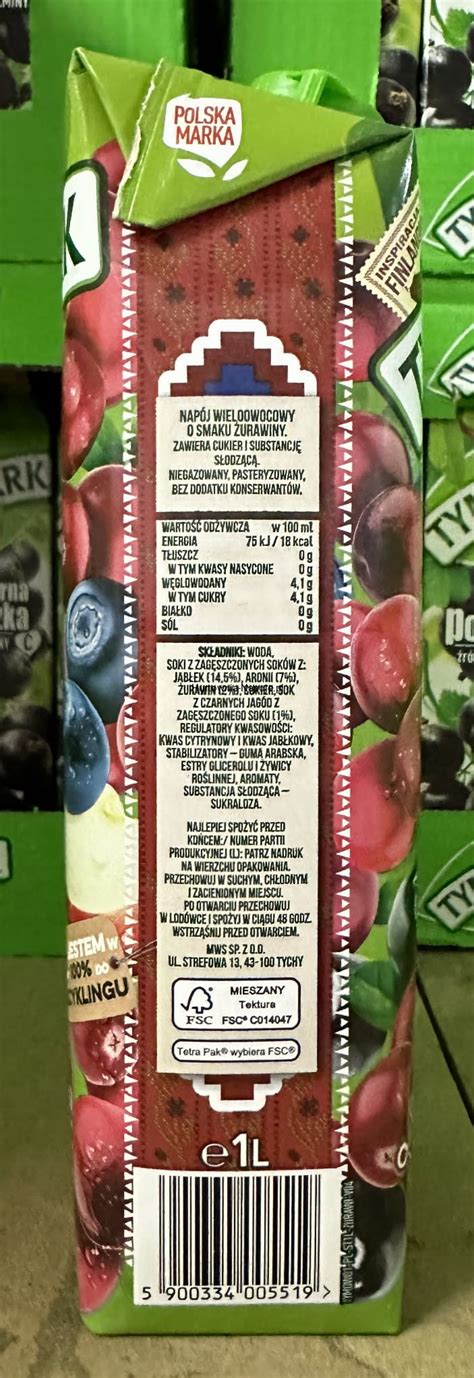 POLSKA
MARKA
INSPIRACJA
NAPÓJ WIELOOWOCOWY
O SMAKU ŻURAWINY.
ZAWIERA CUKIER I SUBSTANCJĘ
SŁODZĄCĄ.
NIEGAZOWANY, PASTERYZOWANY,
BEZ DODATKU KONSERWANTÓW.
WARTOŚĆ ODŻYWCZA w 100 ml
ENERGIA 75 kJ / 18 kcal
TŁUSZCZ 0 g
W TYM KWASY NASYCONE 0 g
WĘGLOWODANY 4,1 g
W TYM CUKRY 4,1 g
BIAŁKO 0 g
SÓL 0 g
SKŁADNIKI: WODA,
SOKI Z ZAGĘSZCZONYCH SOKÓW Z:
JABŁEK (14,5%), ARONII (7%),
ŻURAWIN (2%), CUKIER, SOK
Z CZARNYCH JAGÓD Z
ZAGĘSZCZONEGO SOKU (1%),
REGULATORY KWASOWOŚCI:
KWAS CYTRYNOWY I KWAS JABŁKOWY,
STABILIZATORY – GUMA ARABSKA,
ESTRY GLICEROLU I ŻYWICY
ROŚLINNEJ, AROMATY,
SUBSTANCJA SŁODZĄCA –
SUKRALOZA.
NAJLEPIEJ SPOŻYĆ PRZED
KOŃCEM:/ NUMER PARTII
PRODUKCYJNEJ (L): PATRZ NADRUK
NA WIERZCHU OPAKOWANIA.
PRZECHOWUJ W SUCHYM, CHŁODNYM
I ZACIENIONYM MIEJSCU.
PO OTWARCIU PRZECHOWUJ
W LODÓWCE I SPOŻYJ W CIĄGU 48 GODZ.
WSTRZĄŚNIJ PRZED OTWARCIEM.
MWS SP. Z O.O.
UL. STREFOWA 13, 43-100 TYCHY
JESTEM W
100% DO
FSC
MIESZANY
Tektura
FSC® C014047
Tetra Pak® wybiera FSC®
e 1L
5 900334 005519 >